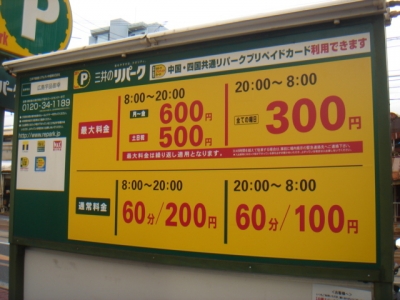 P
三井のリパーク
中国・四国共通リパークプリペイドカード利用できます
0120-34-1189
http://www.repark.jp
最大料金
8:00～20:00
月～金 600円
土日祝 500円
最大料金は繰り返し適用となります。
20:00～8:00
全ての曜日 300円
通常料金
8:00～20:00
60分/200円
20:00～8:00
60分/100円